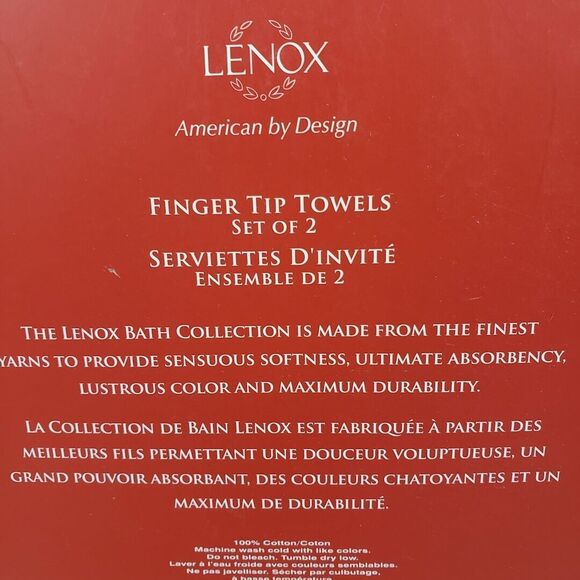 LENOX
American by Design
FINGER TIP TOWELS
SET OF 2
SERVIETTES D'INVITÉ
ENSEMBLE DE 2
THE LENOX BATH COLLECTION IS MADE FROM THE FINEST
YARNS TO PROVIDE SENSUOUS SOFTNESS, ULTIMATE ABSORBENCY,
LUSTROUS COLOR AND MAXIMUM DURABILITY.
LA COLLECTION DE BAIN LENOX EST FABRIQUÉE À PARTIR DES
MEILLEURS FILS PERMETTANT UNE DOUCEUR VOLUPTUEUSE, UN
GRAND POUVOIR ABSORBANT, DES COULEURS CHATOYANTES ET UN
MAXIMUM DE DURABILITÉ.
100% Cotton/Coton
Machine wash cold with like colors.
Do not bleach. Tumble dry low.
Laver à l'eau froide avec couleurs semblables.
Ne pas javelliser. Sécher par culbutage,
à basse température